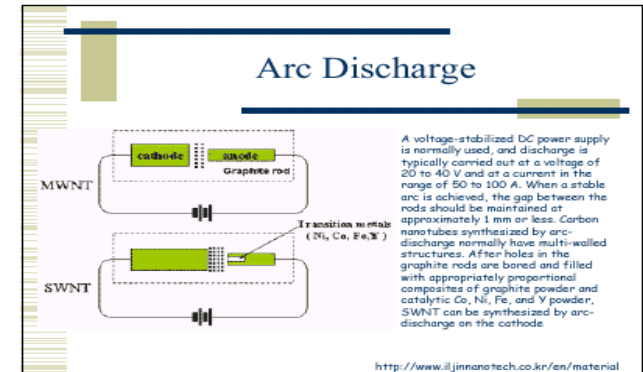 Arc Discharge
cathode
anode
Graphite rod
MWNT
Transition metals
( Ni, Co, Fe,Y )
SWNT
A voltage-stabilized DC power supply
is normally used, and discharge is
typically carried out at a voltage of
20 to 40 V and at a current in the
range of 50 to 100 A. When a stable
arc is achieved, the gap between the
rods should be maintained at
approximately 1 mm or less. Carbon
nanotubes synthesized by arc-
discharge normally have multi-walled
structures. After holes in the
graphite rods are bored and filled
with appropriately proportional
composites of graphite powder and
catalytic Co, Ni, Fe, and Y powder,
SWNT can be synthesized by arc-
discharge on the cathode
http://www.iljinnanotech.co.kr/en/material